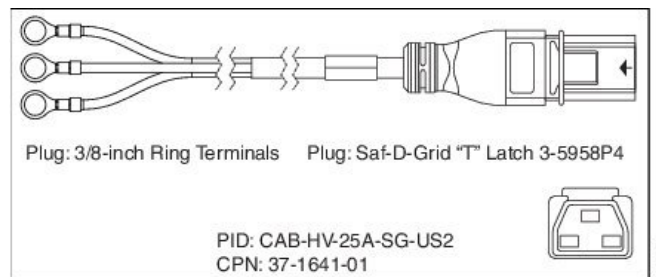 Plug: 3/8-inch Ring Terminals Plug: Saf-D-Grid “T” Latch 3-5958P4
PID: CAB-HV-25A-SG-US2
CPN: 37-1641-01